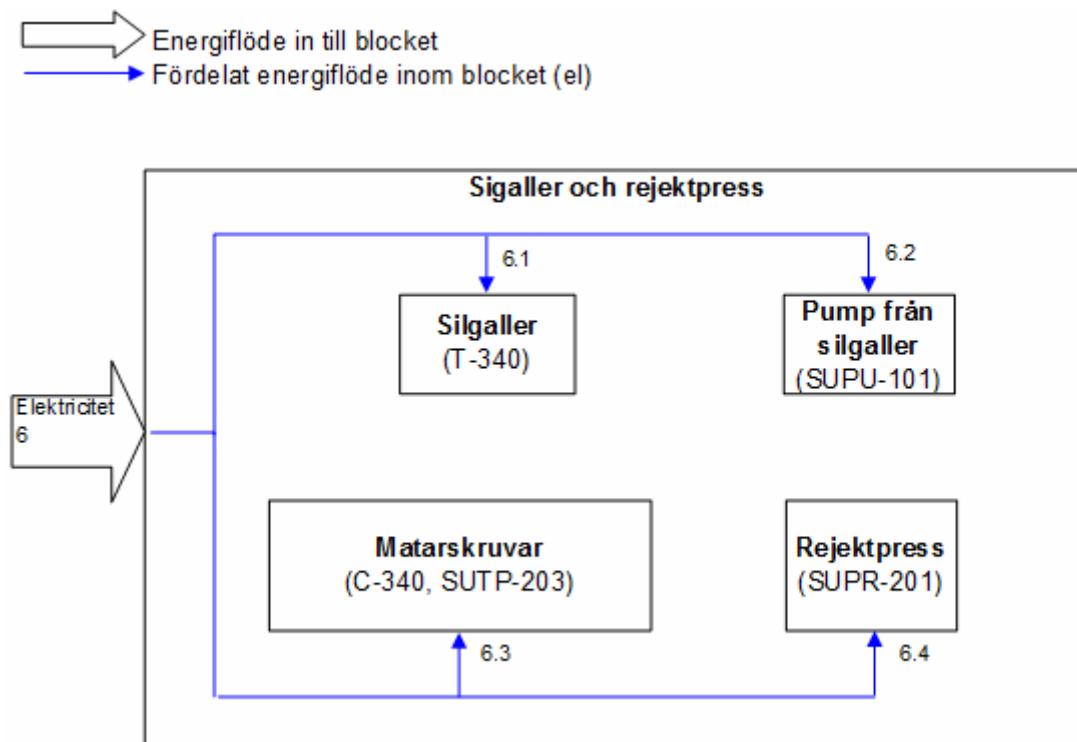 Energiflöde in till blocket
Fördelat energiflöde inom blocket (el)
Sigaller och rejektpress
6.1
6.2
Silgaller
(T-340)
Pump från
silgaller
(SUPU-101)
Elektricitet
6
Matarskruvar
(C-340, SUTP-203)
Rejektpress
(SUPR-201)
6.3
6.4